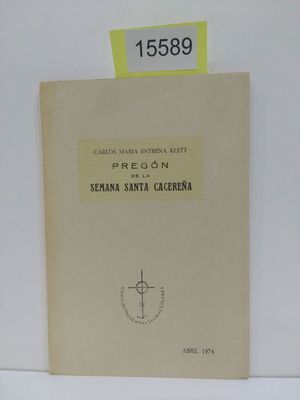 15589
CARLOS MARIA ENTRENA KLETT
PREGÓN
DE LA
SEMANA SANTA CACEREÑA
ABRIL 1974